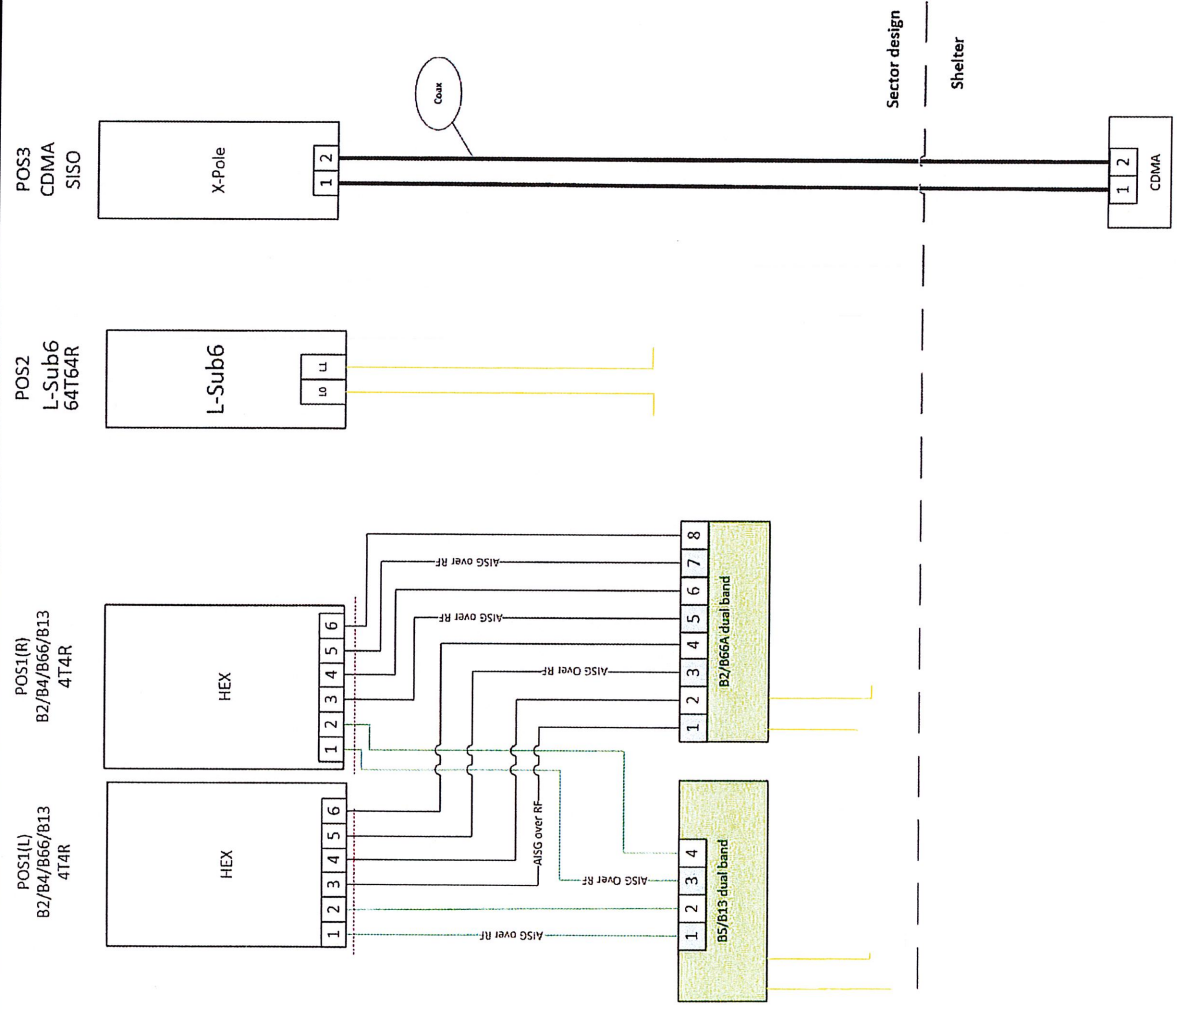 POS1(L)
B2/B4/B66/B13
4T4R
HEX
1
2
3
4
5
6
POS1(R)
B2/B4/B66/B13
4T4R
HEX
1
2
3
4
5
6
POS2
L-Sub6
64T64R
L-Sub6
L0
L1
POS3
CDMA
SISO
X-Pole
1
2
Coax
AISG over RF
AISG Over RF
AISG over RF
AISG Over RF
AISG over RF
AISG over RF
1
2
3
4
B5/B13 dual band
1
2
3
4
5
6
7
8
B2/B66A dual band
Sector design
Shelter
1
2
CDMA